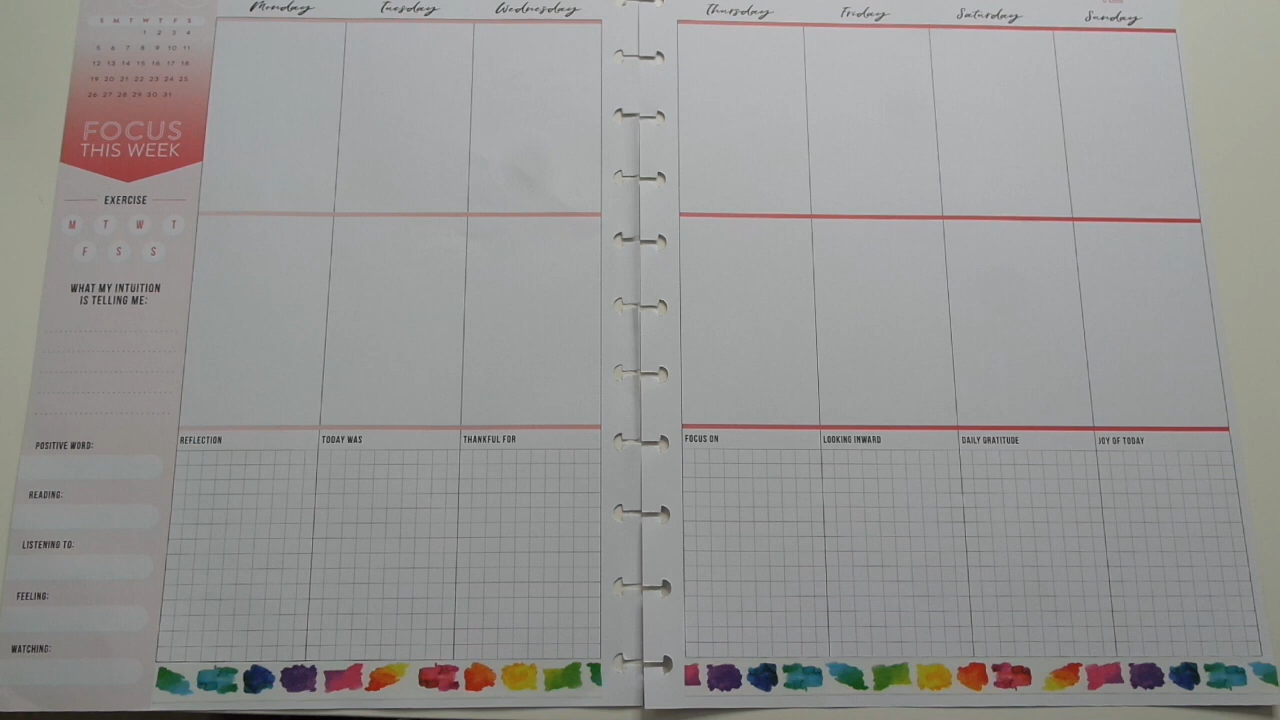 Monday Tuesday Wednesday
Thursday Friday Saturday Sunday
S M T W T F S
1 2 3 4
5 6 7 8 9 10 11
12 13 14 15 16 17 18
19 20 21 22 23 24 25
26 27 28 29 30 31
FOCUS
THIS WEEK
EXERCISE
M T W T
F S S
WHAT MY INTUITION
IS TELLING ME:
POSITIVE WORD:
READING:
LISTENING TO:
FEELING:
WATCHING:
REFLECTION TODAY WAS THANKFUL FOR
FOCUS ON LOOKING INWARD DAILY GRATITUDE JOY OF TODAY